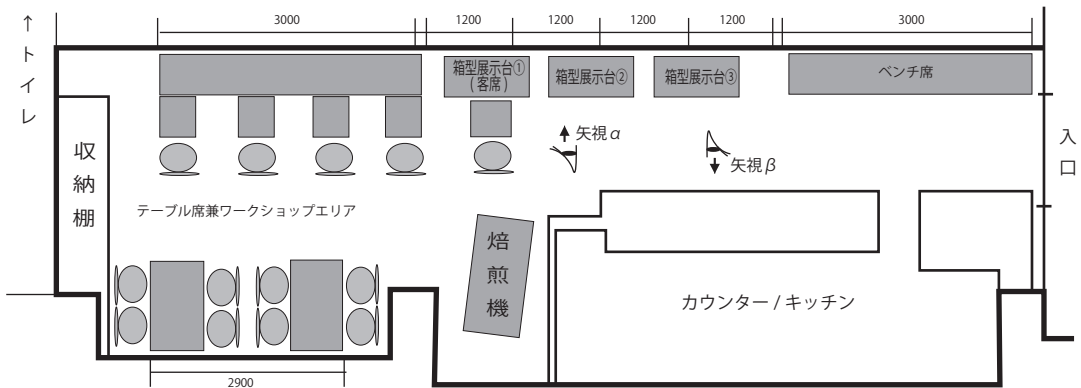 3000
1200
1200
1200
1200
3000
↑トイレ
箱型展示台①
(客席)
箱型展示台②
箱型展示台③
ベンチ席
矢視α
矢視β
入口
収納棚
テーブル席兼ワークショップエリア
焙煎機
カウンター / キッチン
2900